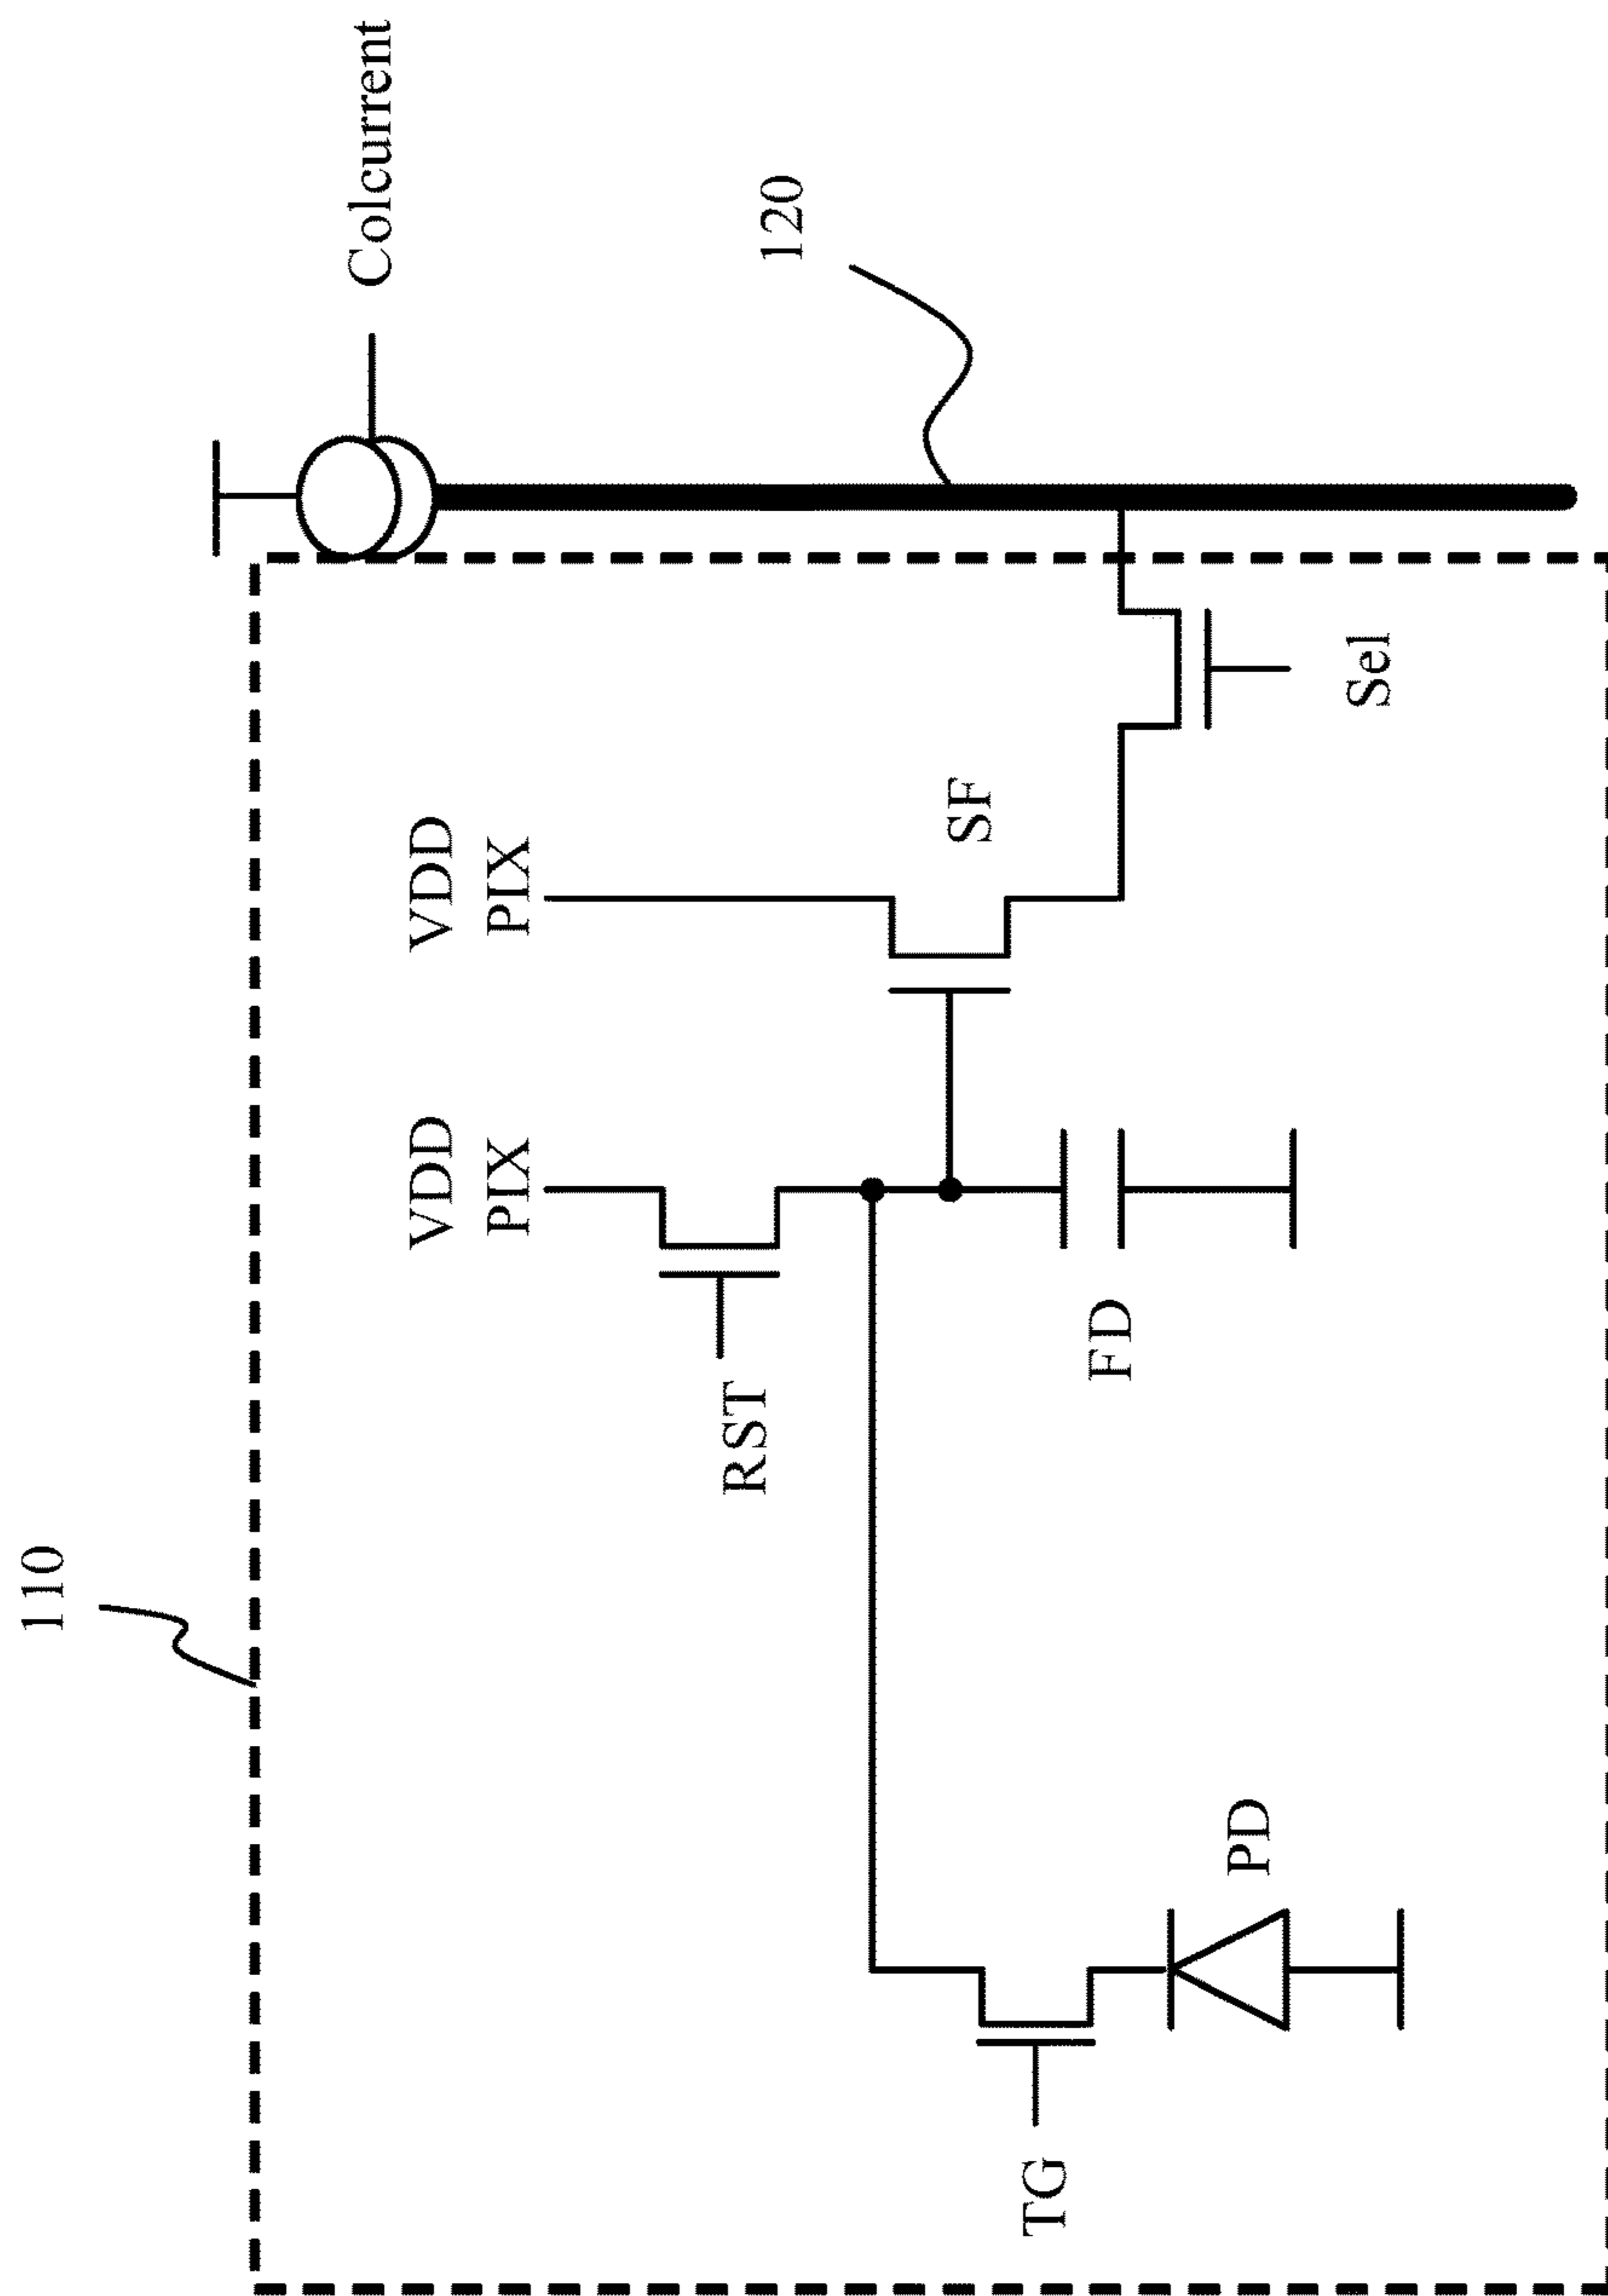 110
VDD
PIX
VDD
PIX
Colcurrent
120
RST
SF
TG
FD
PD
Sel